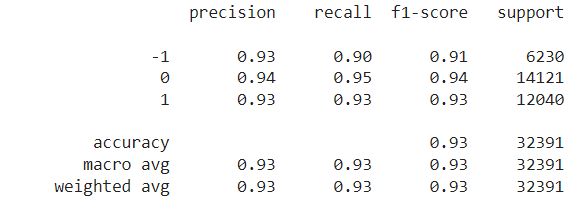 precision recall f1-score support
-1 0.93 0.90 0.91 6230
0 0.94 0.95 0.94 14121
1 0.93 0.93 0.93 12040
accuracy 0.93 32391
macro avg 0.93 0.93 0.93 32391
weighted avg 0.93 0.93 0.93 32391